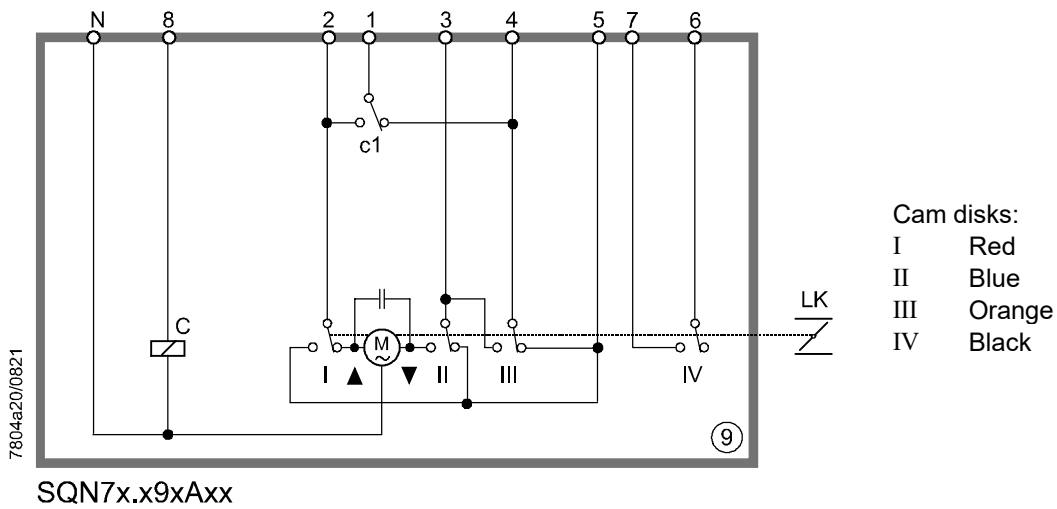 N 8 2 1 3 4 5 7 6
c1
Cam disks:
I Red
II Blue
III Orange
IV Black
LK
C
M
~
I ▲ ▼ II III IV
9
7804a20/0821
SQN7x.x9xAxx